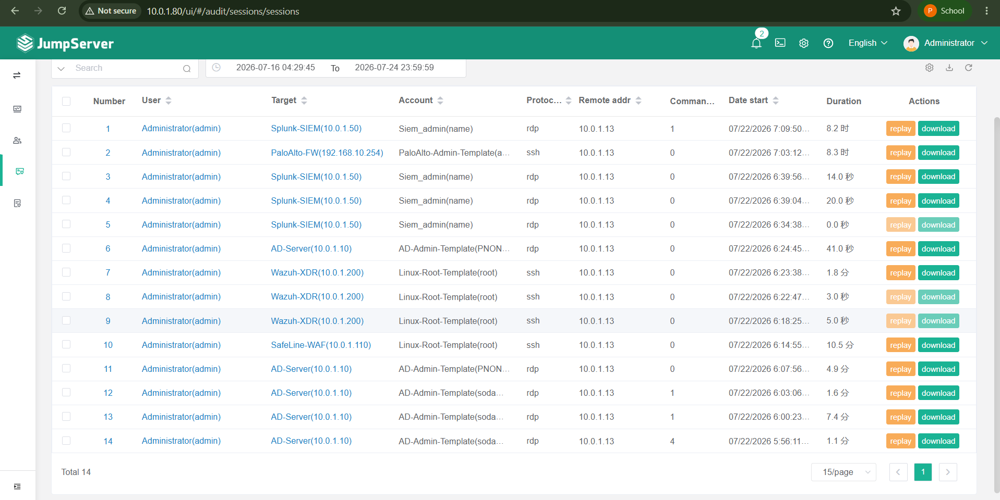 Not secure 10.0.1.80/ui/#/audit/sessions/sessions P School
JumpServer 2 English Administrator
Search 2026-07-16 04:29:45 To 2026-07-24 23:59:59
Number User Target Account Protoc... Remote addr Comman... Date start Duration Actions
1 Administrator(admin) Splunk-SIEM(10.0.1.50) Siem_admin(name) rdp 10.0.1.13 1 07/22/2026 7:09:50... 8.2 时 replay download
2 Administrator(admin) PaloAlto-FW(192.168.10.254) PaloAlto-Admin-Template(a... ssh 10.0.1.13 0 07/22/2026 7:03:12... 8.3 时 replay download
3 Administrator(admin) Splunk-SIEM(10.0.1.50) Siem_admin(name) rdp 10.0.1.13 0 07/22/2026 6:39:56... 14.0 秒 replay download
4 Administrator(admin) Splunk-SIEM(10.0.1.50) Siem_admin(name) rdp 10.0.1.13 0 07/22/2026 6:39:04... 20.0 秒 replay download
5 Administrator(admin) Splunk-SIEM(10.0.1.50) Siem_admin(name) rdp 10.0.1.13 0 07/22/2026 6:34:38... 0.0 秒 replay download
6 Administrator(admin) AD-Server(10.0.1.10) AD-Admin-Template(PNON... rdp 10.0.1.13 0 07/22/2026 6:24:45... 41.0 秒 replay download
7 Administrator(admin) Wazuh-XDR(10.0.1.200) Linux-Root-Template(root) ssh 10.0.1.13 0 07/22/2026 6:23:38... 1.8 分 replay download
8 Administrator(admin) Wazuh-XDR(10.0.1.200) Linux-Root-Template(root) ssh 10.0.1.13 0 07/22/2026 6:22:47... 3.0 秒 replay download
9 Administrator(admin) Wazuh-XDR(10.0.1.200) Linux-Root-Template(root) ssh 10.0.1.13 0 07/22/2026 6:18:25... 5.0 秒 replay download
10 Administrator(admin) SafeLine-WAF(10.0.1.110) Linux-Root-Template(root) ssh 10.0.1.13 0 07/22/2026 6:14:55... 10.5 分 replay download
11 Administrator(admin) AD-Server(10.0.1.10) AD-Admin-Template(PNON... rdp 10.0.1.13 0 07/22/2026 6:07:56... 4.9 分 replay download
12 Administrator(admin) AD-Server(10.0.1.10) AD-Admin-Template(soda... rdp 10.0.1.13 1 07/22/2026 6:03:06... 1.6 分 replay download
13 Administrator(admin) AD-Server(10.0.1.10) AD-Admin-Template(soda... rdp 10.0.1.13 1 07/22/2026 6:00:23... 7.4 分 replay download
14 Administrator(admin) AD-Server(10.0.1.10) AD-Admin-Template(soda... rdp 10.0.1.13 4 07/22/2026 5:56:11... 1.1 分 replay download
Total 14 15/page 1